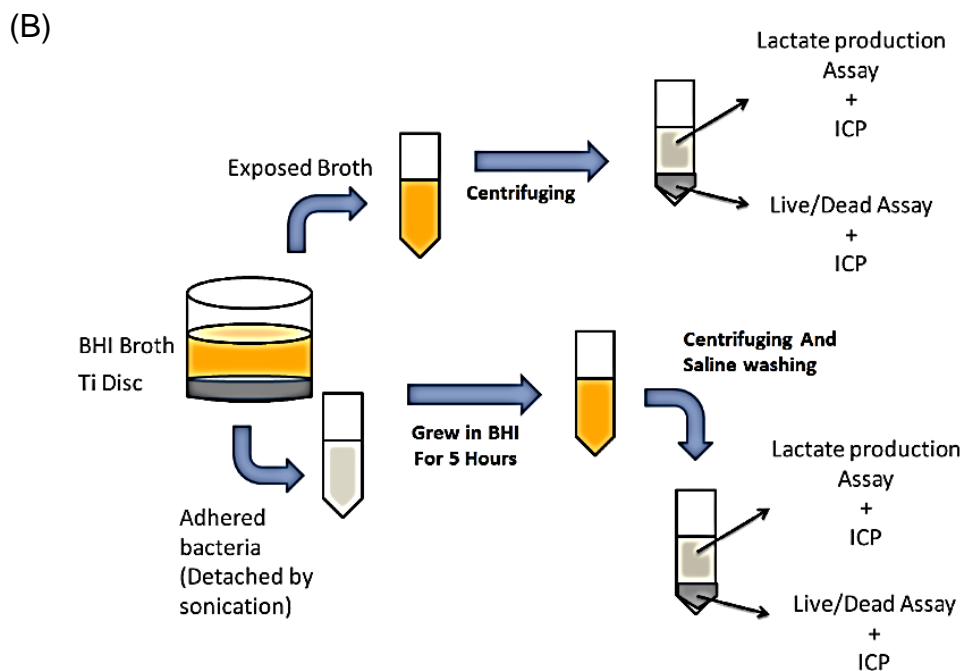 (B)
Lactate production
Assay
+
ICP
Exposed Broth
Centrifuging
Live/Dead Assay
+
ICP
BHI Broth
Ti Disc
Centrifuging And
Saline washing
Grew in BHI
For 5 Hours
Adhered
bacteria
(Detached by
sonication)
Lactate production
Assay
+
ICP
Live/Dead Assay
+
ICP